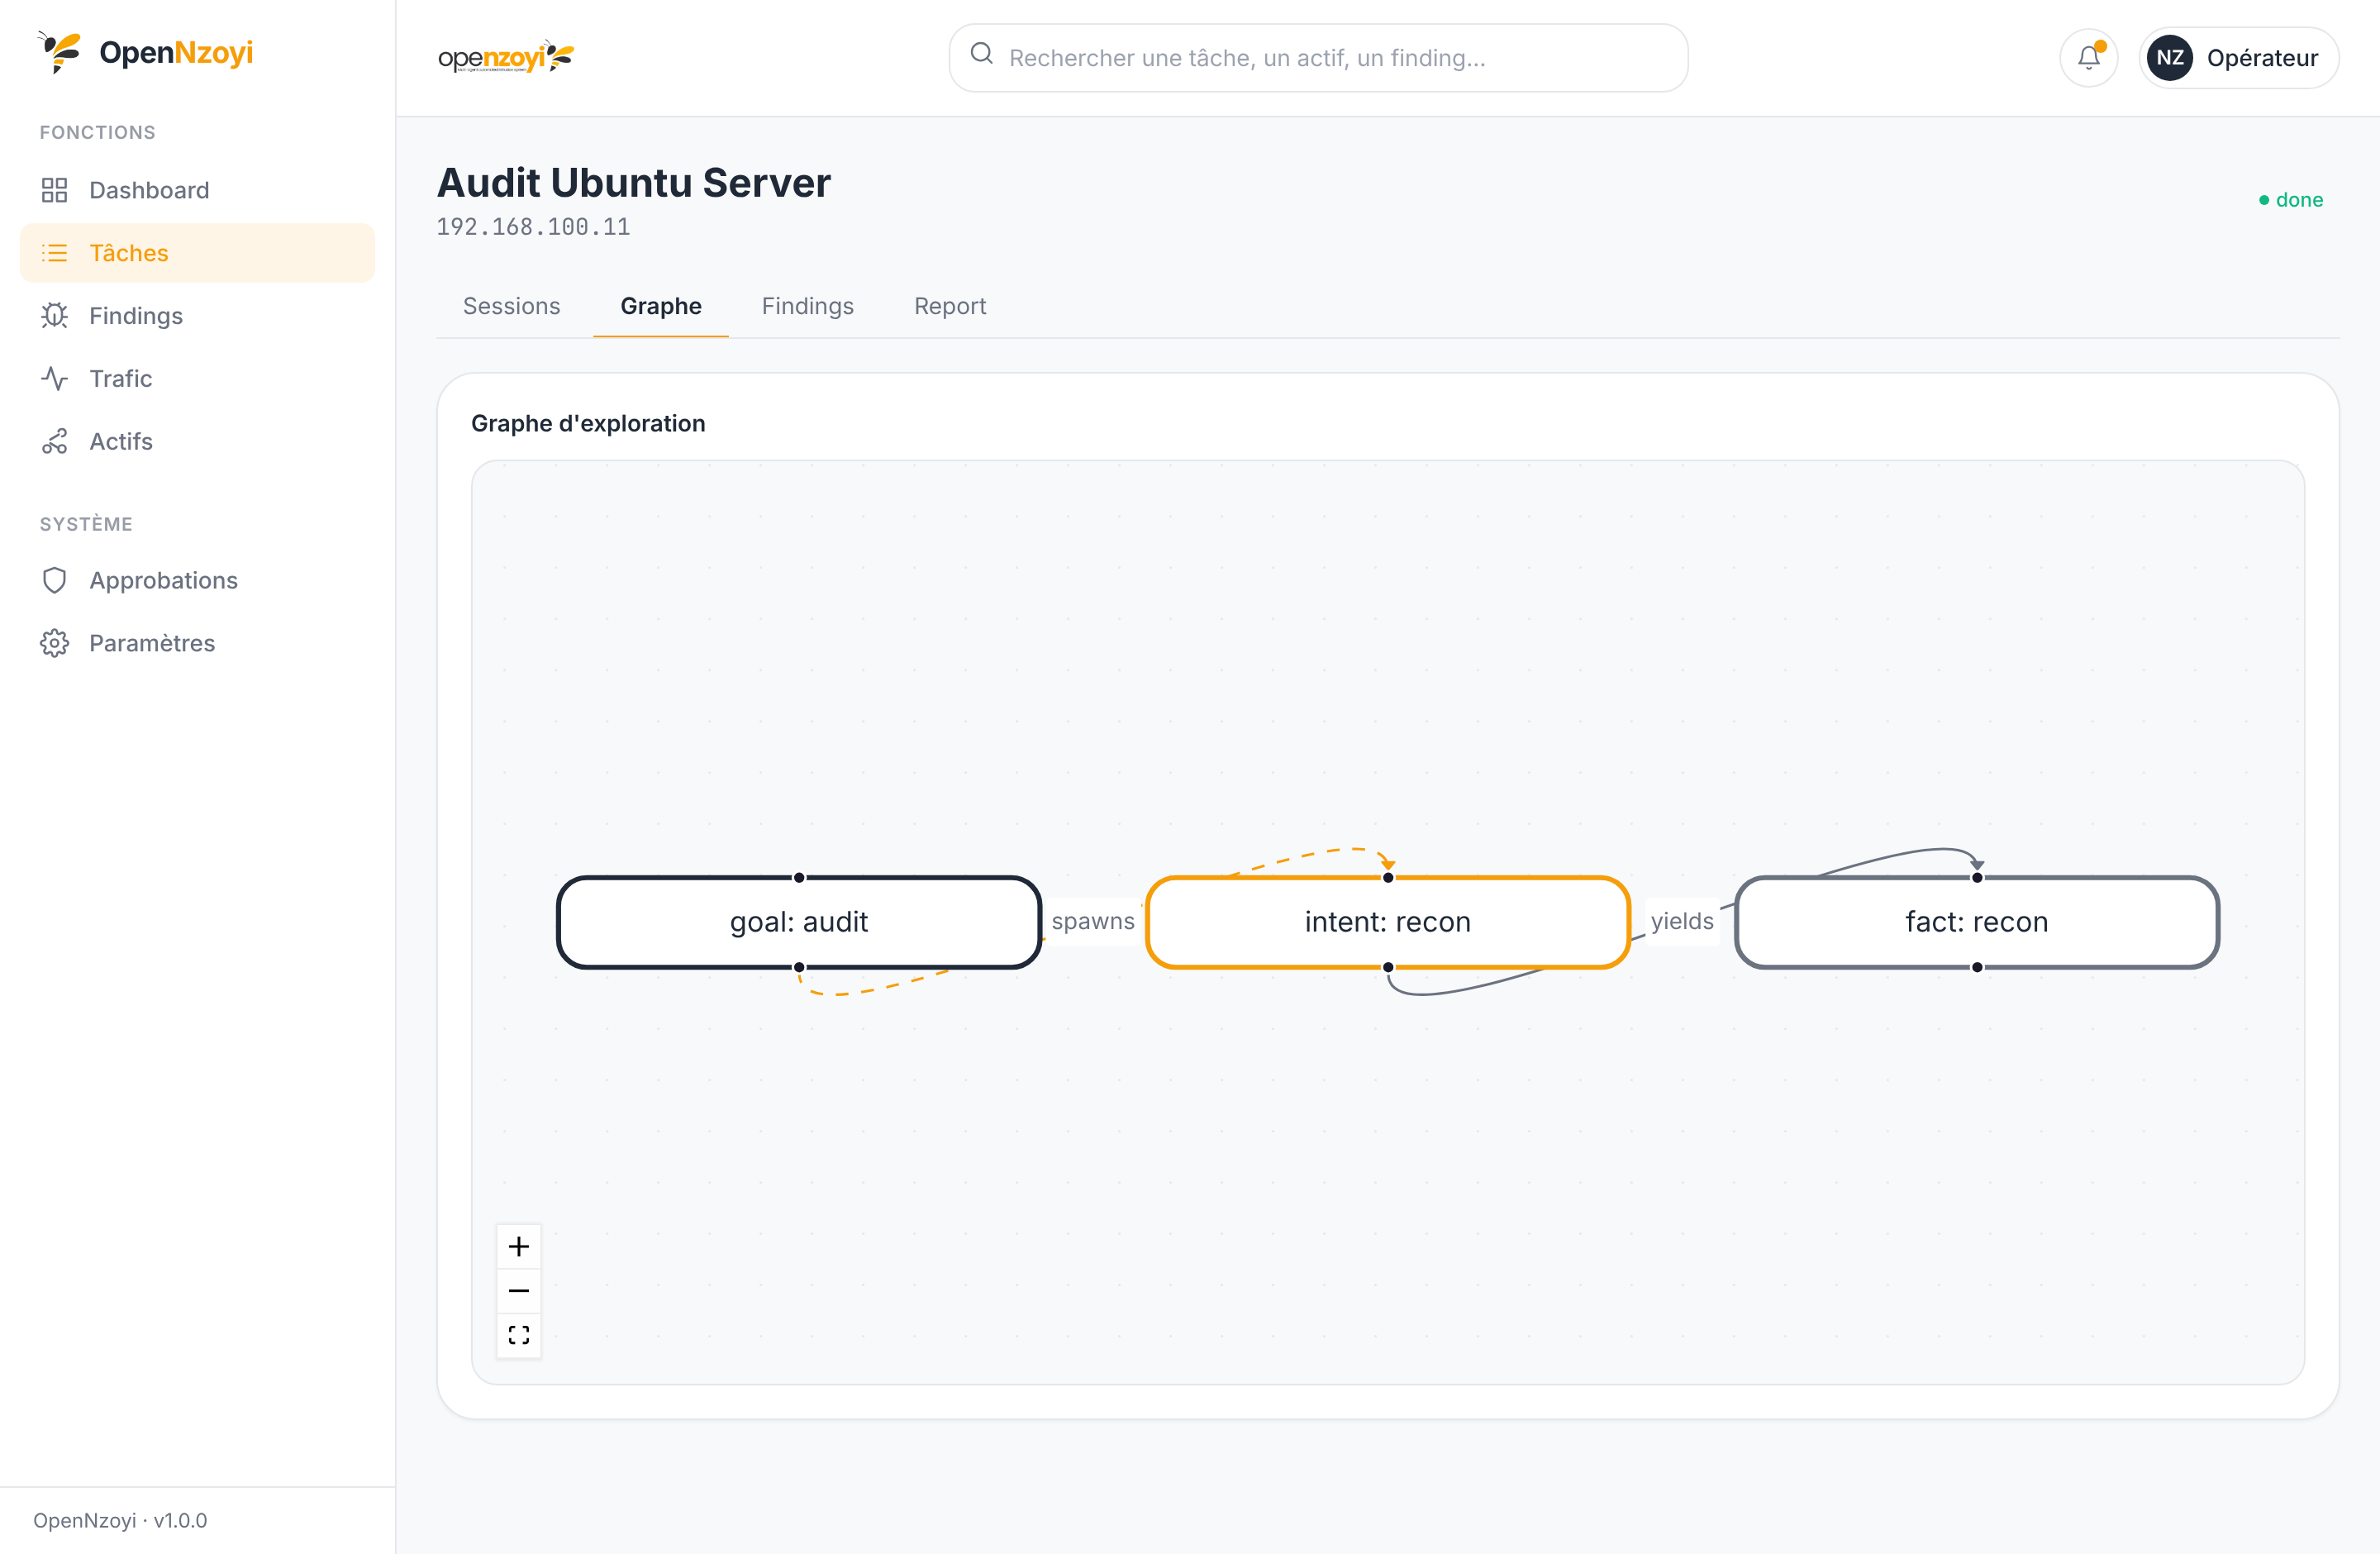 OpenNzoyi
FONCTIONS
Dashboard
Tâches
Findings
Trafic
Actifs
SYSTÈME
Approbations
Paramètres
OpenNzoyi · v1.0.0
openzoyi
Rechercher une tâche, un actif, un finding...
NZ
Opérateur
Audit Ubuntu Server
192.168.100.11
done
Sessions
Graphe
Findings
Report
Graphe d'exploration
goal: audit
spawns
intent: recon
yields
fact: recon